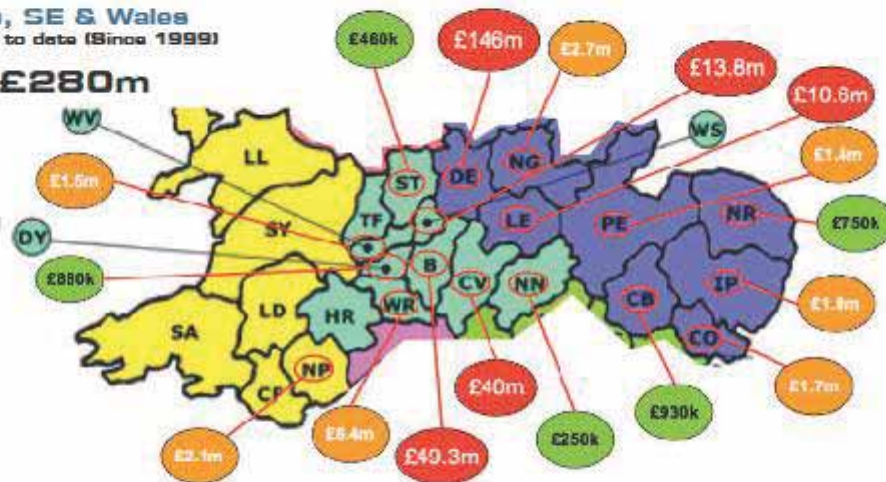 , SE & Wales
to date (Since 1999)
£280m
£460k
£146m
£2.7m
£13.8m
£10.6m
WV
WS
LL
ST
DE
NG
£1.4m
£1.5m
TF
LE
PE
NR
SY
£750k
DY
B
£880k
CV
NN
CB
IP
LD
HR
WR
£1.8m
SA
CO
NP
CF
£40m
£1.7m
£930k
£6.4m
£250k
£2.1m
£49.3m